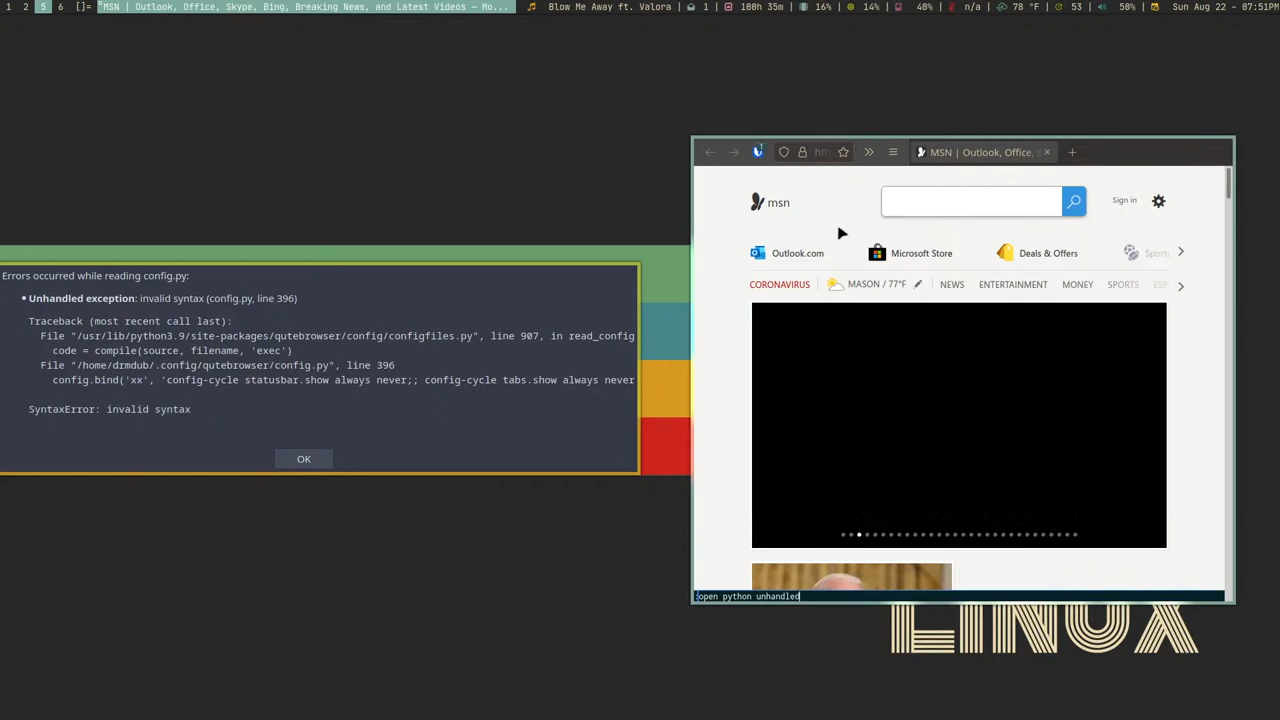 1 2 5 6 []= MSN | Outlook, Office, Skype, Bing, Breaking News, and Latest Videos — Mo... Blow Me Away ft. Valora | 1 | 100h 35m | 16% | 14% | 40% | n/a | 78 °F | 53 | 50% | Sun Aug 22 - 07:51PM
MSN | Outlook, Office,
msn
Sign in
Outlook.com Microsoft Store Deals & Offers Sports
CORONAVIRUS MASON / 77°F NEWS ENTERTAINMENT MONEY SPORTS ESP
:open python unhandled
LINUX
Errors occurred while reading config.py:
• Unhandled exception: invalid syntax (config.py, line 396)
Traceback (most recent call last):
File "/usr/lib/python3.9/site-packages/qutebrowser/config/configfiles.py", line 907, in read_config
code = compile(source, filename, 'exec')
File "/home/drmdub/.config/qutebrowser/config.py", line 396
config.bind('xx', 'config-cycle statusbar.show always never;; config-cycle tabs.show always never
SyntaxError: invalid syntax
OK